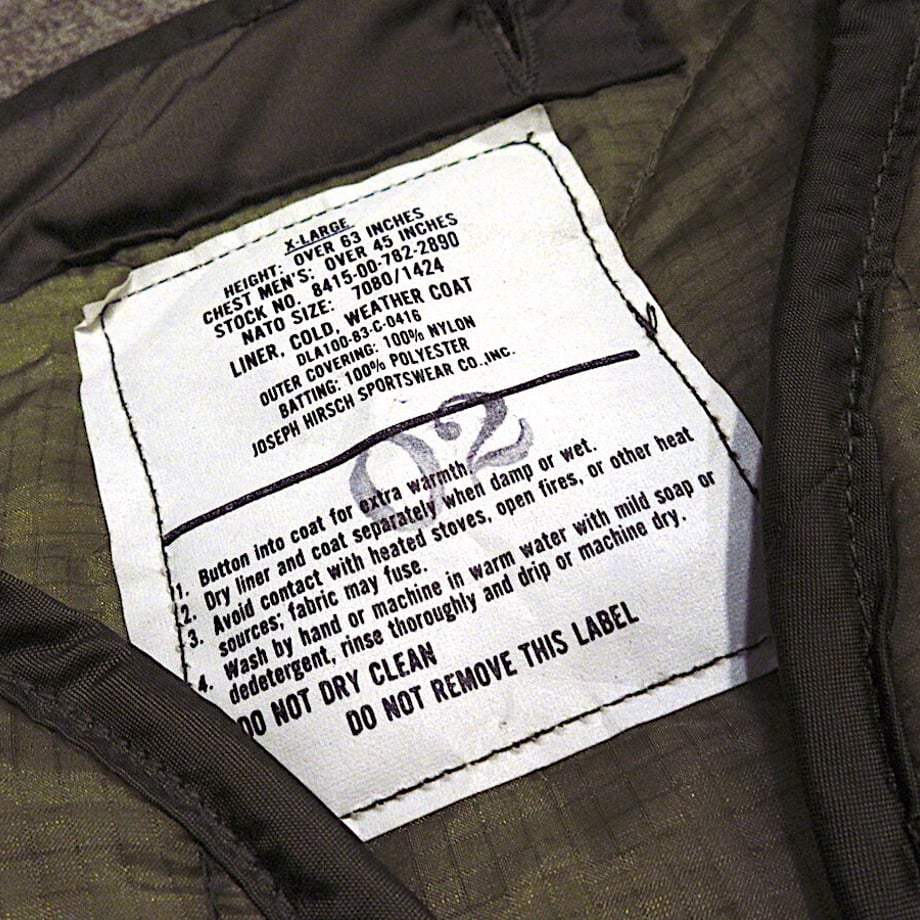 X-LARGE
HEIGHT: OVER 63 INCHES
CHEST MEN'S: OVER 45 INCHES
STOCK NO. 8415-00-782-2890
NATO SIZE: 7080/1424
LINER, COLD, WEATHER COAT
DLA100-83-C-0416
OUTER COVERING: 100% NYLON
BATTING: 100% POLYESTER
JOSEPH HIRSCH SPORTSWEAR CO.,INC.
92
1. Button into coat for extra warmth.
2. Dry liner and coat separately when damp or wet.
3. Avoid contact with heated stoves, open fires, or other heat
sources; fabric may fuse.
4. Wash by hand or machine in warm water with mild soap or
dedetergent, rinse thoroughly and drip or machine dry.
DO NOT DRY CLEAN
DO NOT REMOVE THIS LABEL